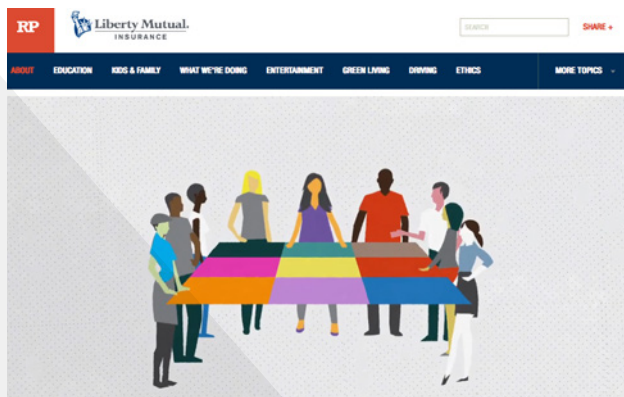 RP
Liberty Mutual.
INSURANCE
SEARCH
SHARE +
ABOUT EDUCATION KIDS & FAMILY WHAT WE'RE DOING ENTERTAINMENT GREEN LIVING DRIVING ETHICS MORE TOPICS